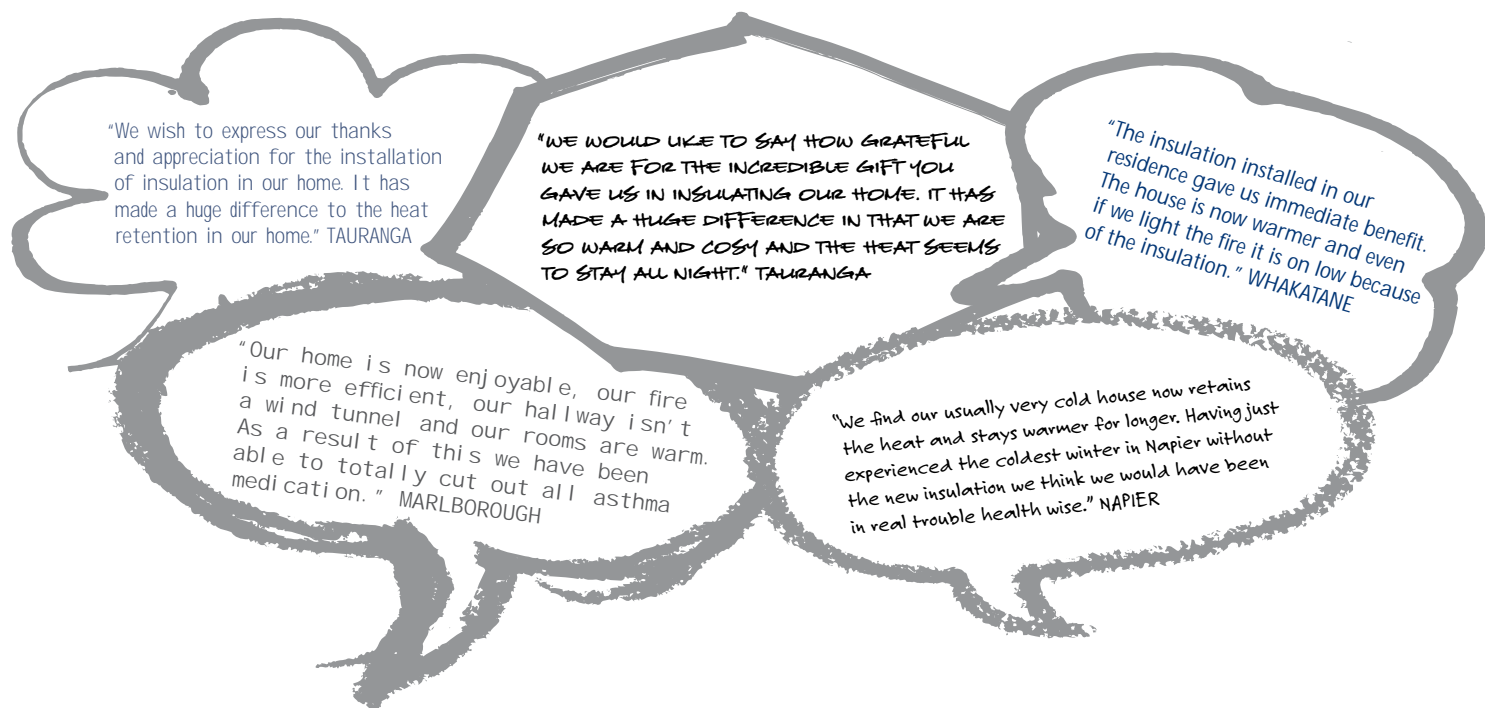 “We wish to express our thanks
and appreciation for the installation
of insulation in our home. It has
made a huge difference to the heat
retention in our home.” TAURANGA
“WE WOULD LIKE TO SAY HOW GRATEFUL
WE ARE FOR THE INCREDIBLE GIFT YOU
GAVE US IN INSULATING OUR HOME. IT HAS
MADE A HUGE DIFFERENCE IN THAT WE ARE
SO WARM AND COSY AND THE HEAT SEEMS
TO STAY ALL NIGHT.” TAURANGA
“The insulation installed in our
residence gave us immediate benefit.
The house is now warmer and even
if we light the fire it is on low because
of the insulation.” WHAKATANE
“Our home is now enjoyable, our fire
is more efficient, our hallway isn’t
a wind tunnel and our rooms are warm.
As a result of this we have been
able to totally cut out all asthma
medication.” MARLBOROUGH
“We find our usually very cold house now retains
the heat and stays warmer for longer. Having just
experienced the coldest winter in Napier without
the new insulation we think we would have been
in real trouble health wise.” NAPIER